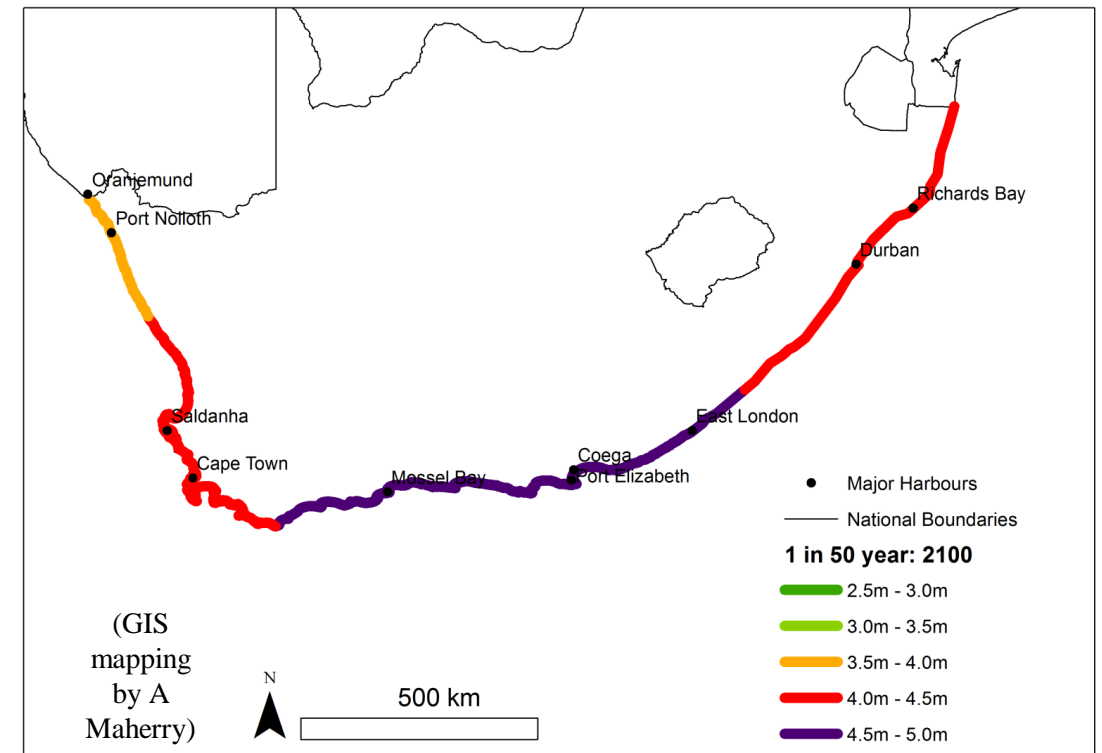 Oranjemund
Port Nolloth
Richards Bay
Durban
Saldanha
East London
Cape Town
Coega
Mossel Bay
Port Elizabeth
Major Harbours
National Boundaries
1 in 50 year: 2100
2.5m - 3.0m
3.0m - 3.5m
3.5m - 4.0m
4.0m - 4.5m
4.5m - 5.0m
(GIS
mapping
by A
Maherry)
N
500 km